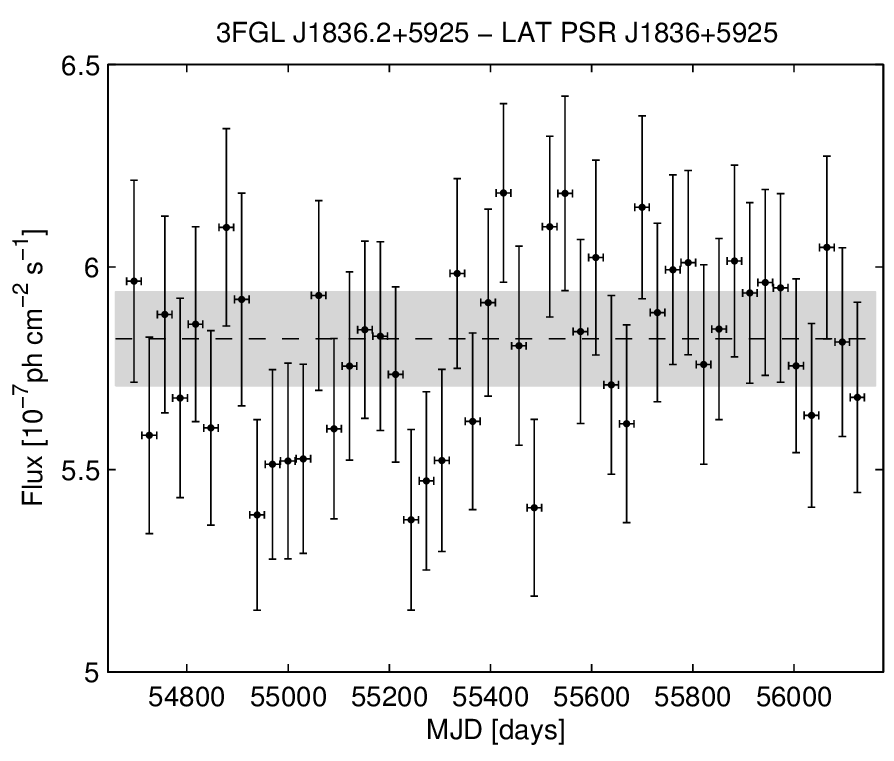 3FGL J1836.2+5925 − LAT PSR J1836+5925
6.5
6
5.5
5
Flux [10⁻⁷ ph cm⁻² s⁻¹]
54800 55000 55200 55400 55600 55800 56000
MJD [days]